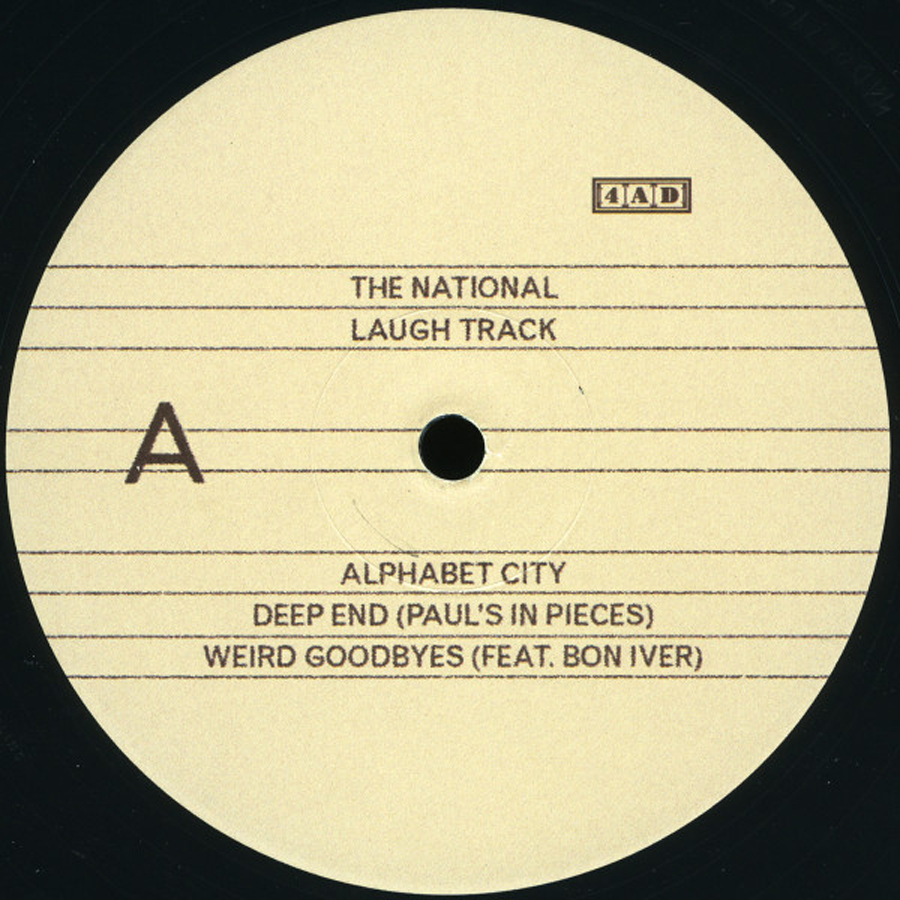 4AD
THE NATIONAL
LAUGH TRACK
A
ALPHABET CITY
DEEP END (PAUL'S IN PIECES)
WEIRD GOODBYES (FEAT. BON IVER)